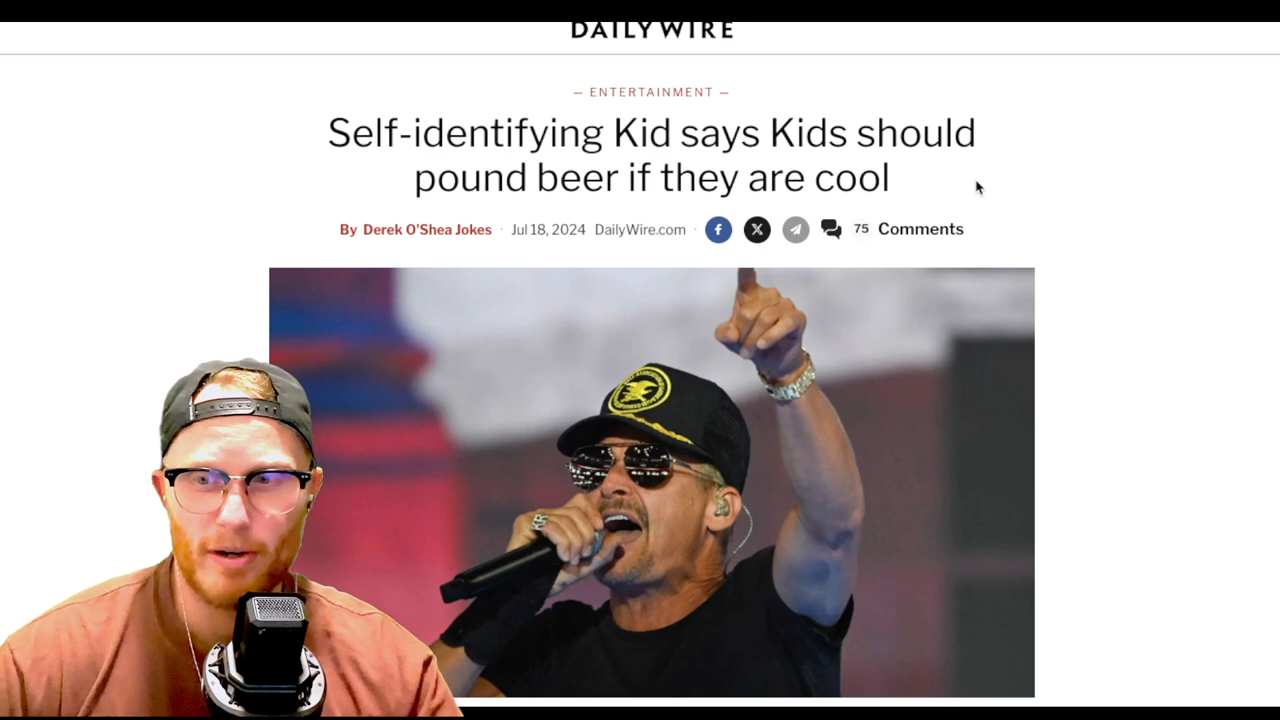 DAILY WIRE
— ENTERTAINMENT —
Self-identifying Kid says Kids should
pound beer if they are cool
By Derek O'Shea Jokes · Jul 18, 2024 DailyWire.com · 75 Comments
KR